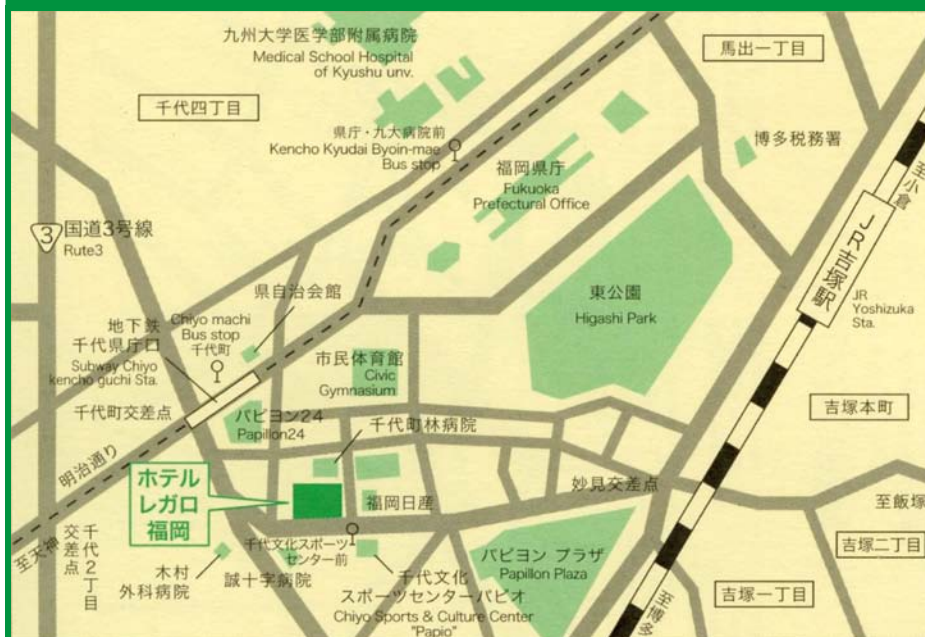 九州大学医学部附属病院
Medical School Hospital
of Kyushu unv.
馬出一丁目
千代四丁目
県庁・九大病院前
Kencho Kyudai Byoin-mae
Bus stop
博多税務署
至小倉
福岡県庁
Fukuoka
Prefectural Office
3
国道3号線
Rute3
JR吉塚駅
JR
Yoshizuka
Sta.
県自治会館
東公園
Higashi Park
地下鉄
千代県庁口
Subway Chiyo
kencho guchi Sta.
Chiyo machi
Bus stop
千代町
市民体育館
Civic
Gymnasium
千代町交差点
パピヨン24
Papillon24
千代町林病院
吉塚本町
明治通り
ホテル
レガロ
福岡
福岡日産
妙見交差点
至飯塚
至天神
千代2丁目
交差点
千代文化スポーツ
センター前
木村
外科病院
誠十字病院
千代文化
スポーツセンターパピオ
Chiyo Sports & Culture Center
"Papio"
パピヨン プラザ
Papillon Plaza
吉塚二丁目
吉塚一丁目
至博多